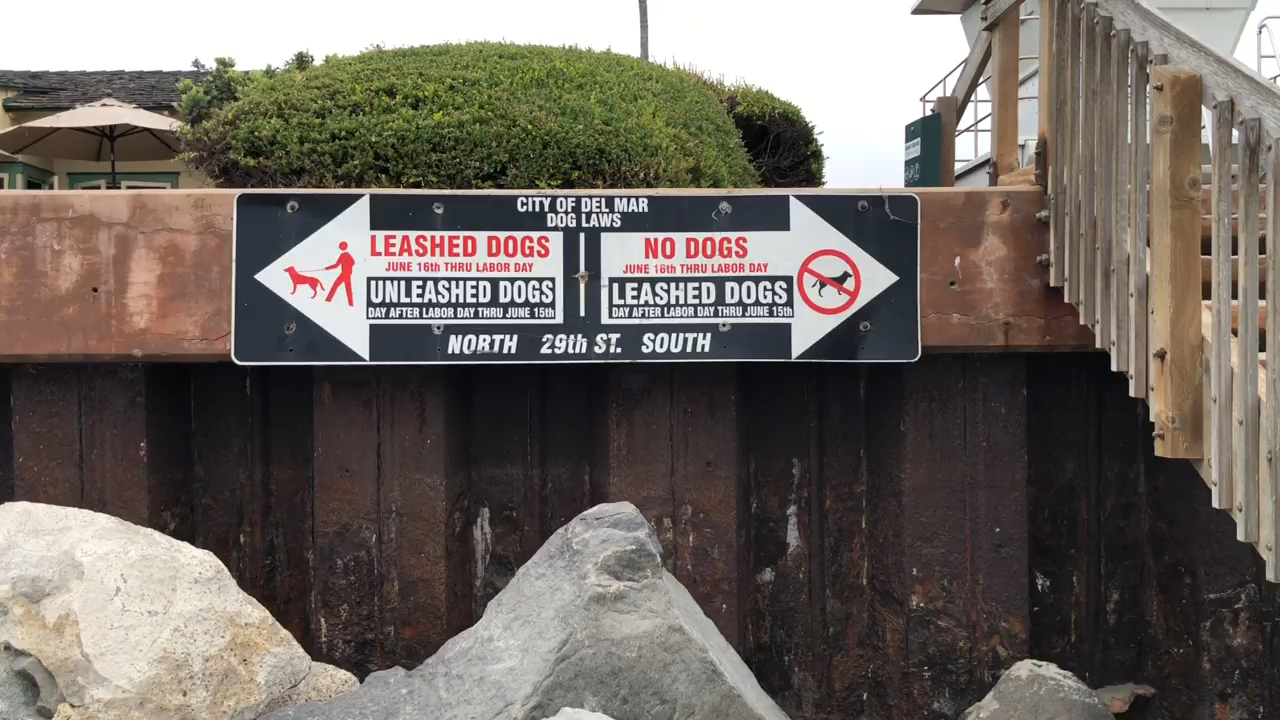 CITY OF DEL MAR
DOG LAWS
LEASHED DOGS
JUNE 16th THRU LABOR DAY
UNLEASHED DOGS
DAY AFTER LABOR DAY THRU JUNE 15th
NO DOGS
JUNE 16th THRU LABOR DAY
LEASHED DOGS
DAY AFTER LABOR DAY THRU JUNE 15th
NORTH 29th ST. SOUTH